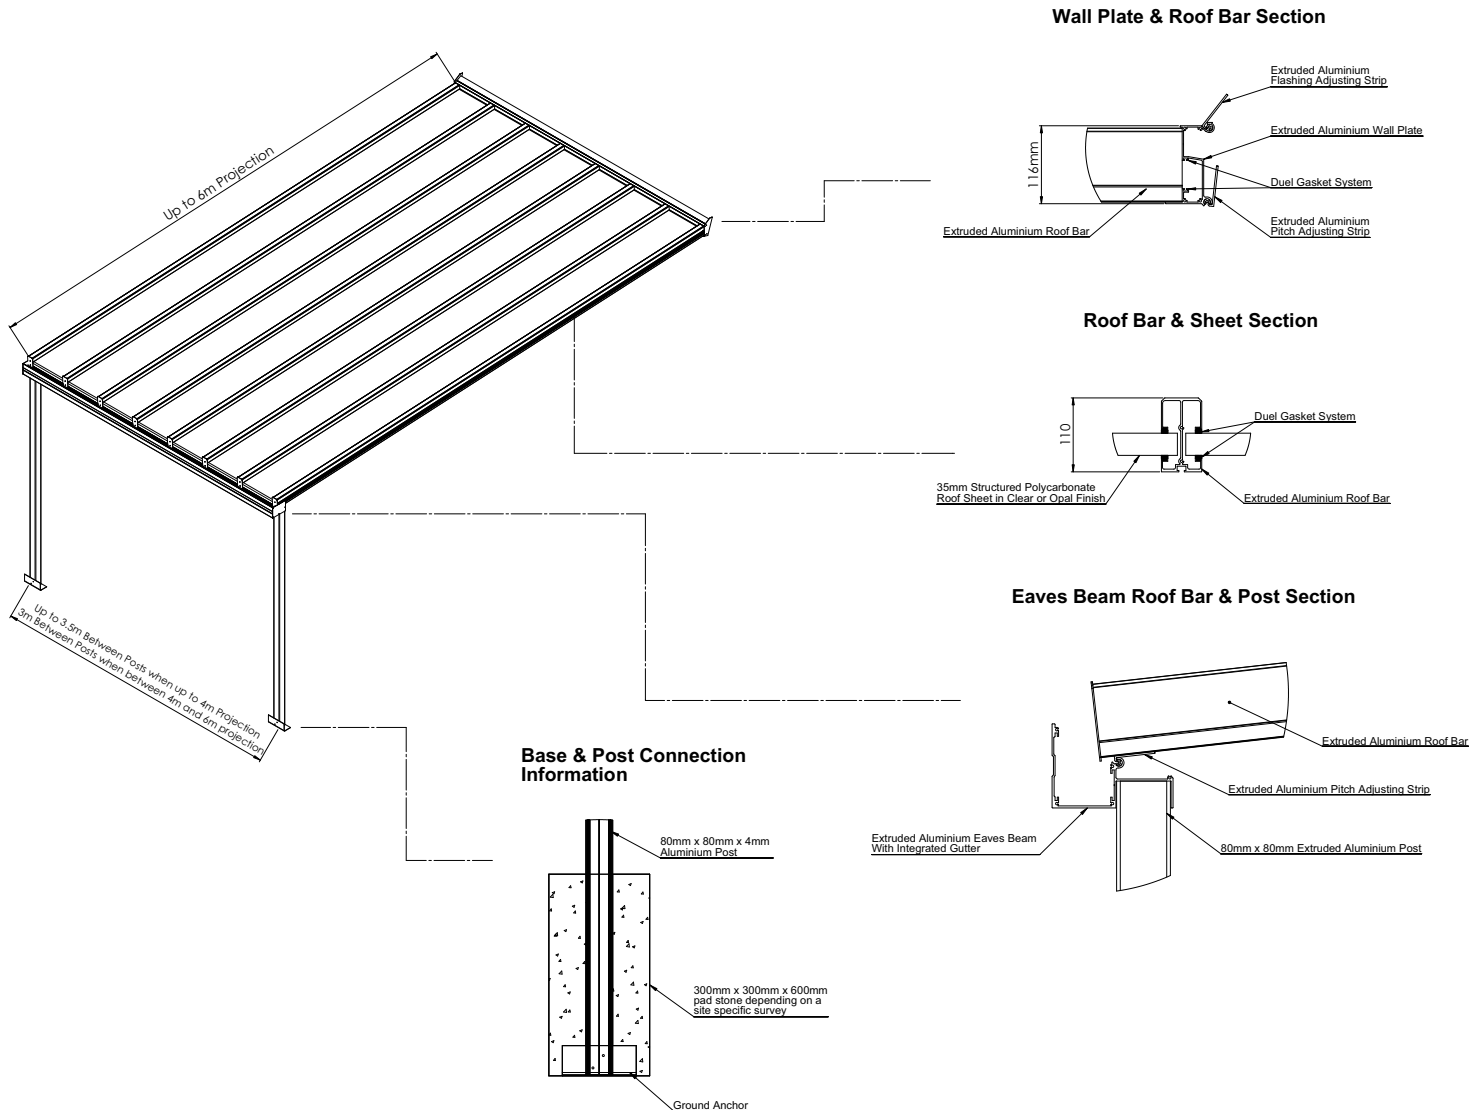 Wall Plate & Roof Bar Section
Extruded Aluminium
Flashing Adjusting Strip
Extruded Aluminium Wall Plate
116mm
Duel Gasket System
Extruded Aluminium
Pitch Adjusting Strip
Extruded Aluminium Roof Bar
Up to 6m Projection
Roof Bar & Sheet Section
Duel Gasket System
110
35mm Structured Polycarbonate
Roof Sheet in Clear or Opal Finish
Extruded Aluminium Roof Bar
Eaves Beam Roof Bar & Post Section
Extruded Aluminium Roof Bar
Extruded Aluminium Pitch Adjusting Strip
Extruded Aluminium Eaves Beam
With Integrated Gutter
80mm x 80mm Extruded Aluminium Post
Up to 3.5m Between Posts when up to 4m Projection
3m Between Posts when between 4m and 6m projection
Base & Post Connection
Information
80mm x 80mm x 4mm
Aluminium Post
300mm x 300mm x 600mm
pad stone depending on a
site specific survey
Ground Anchor